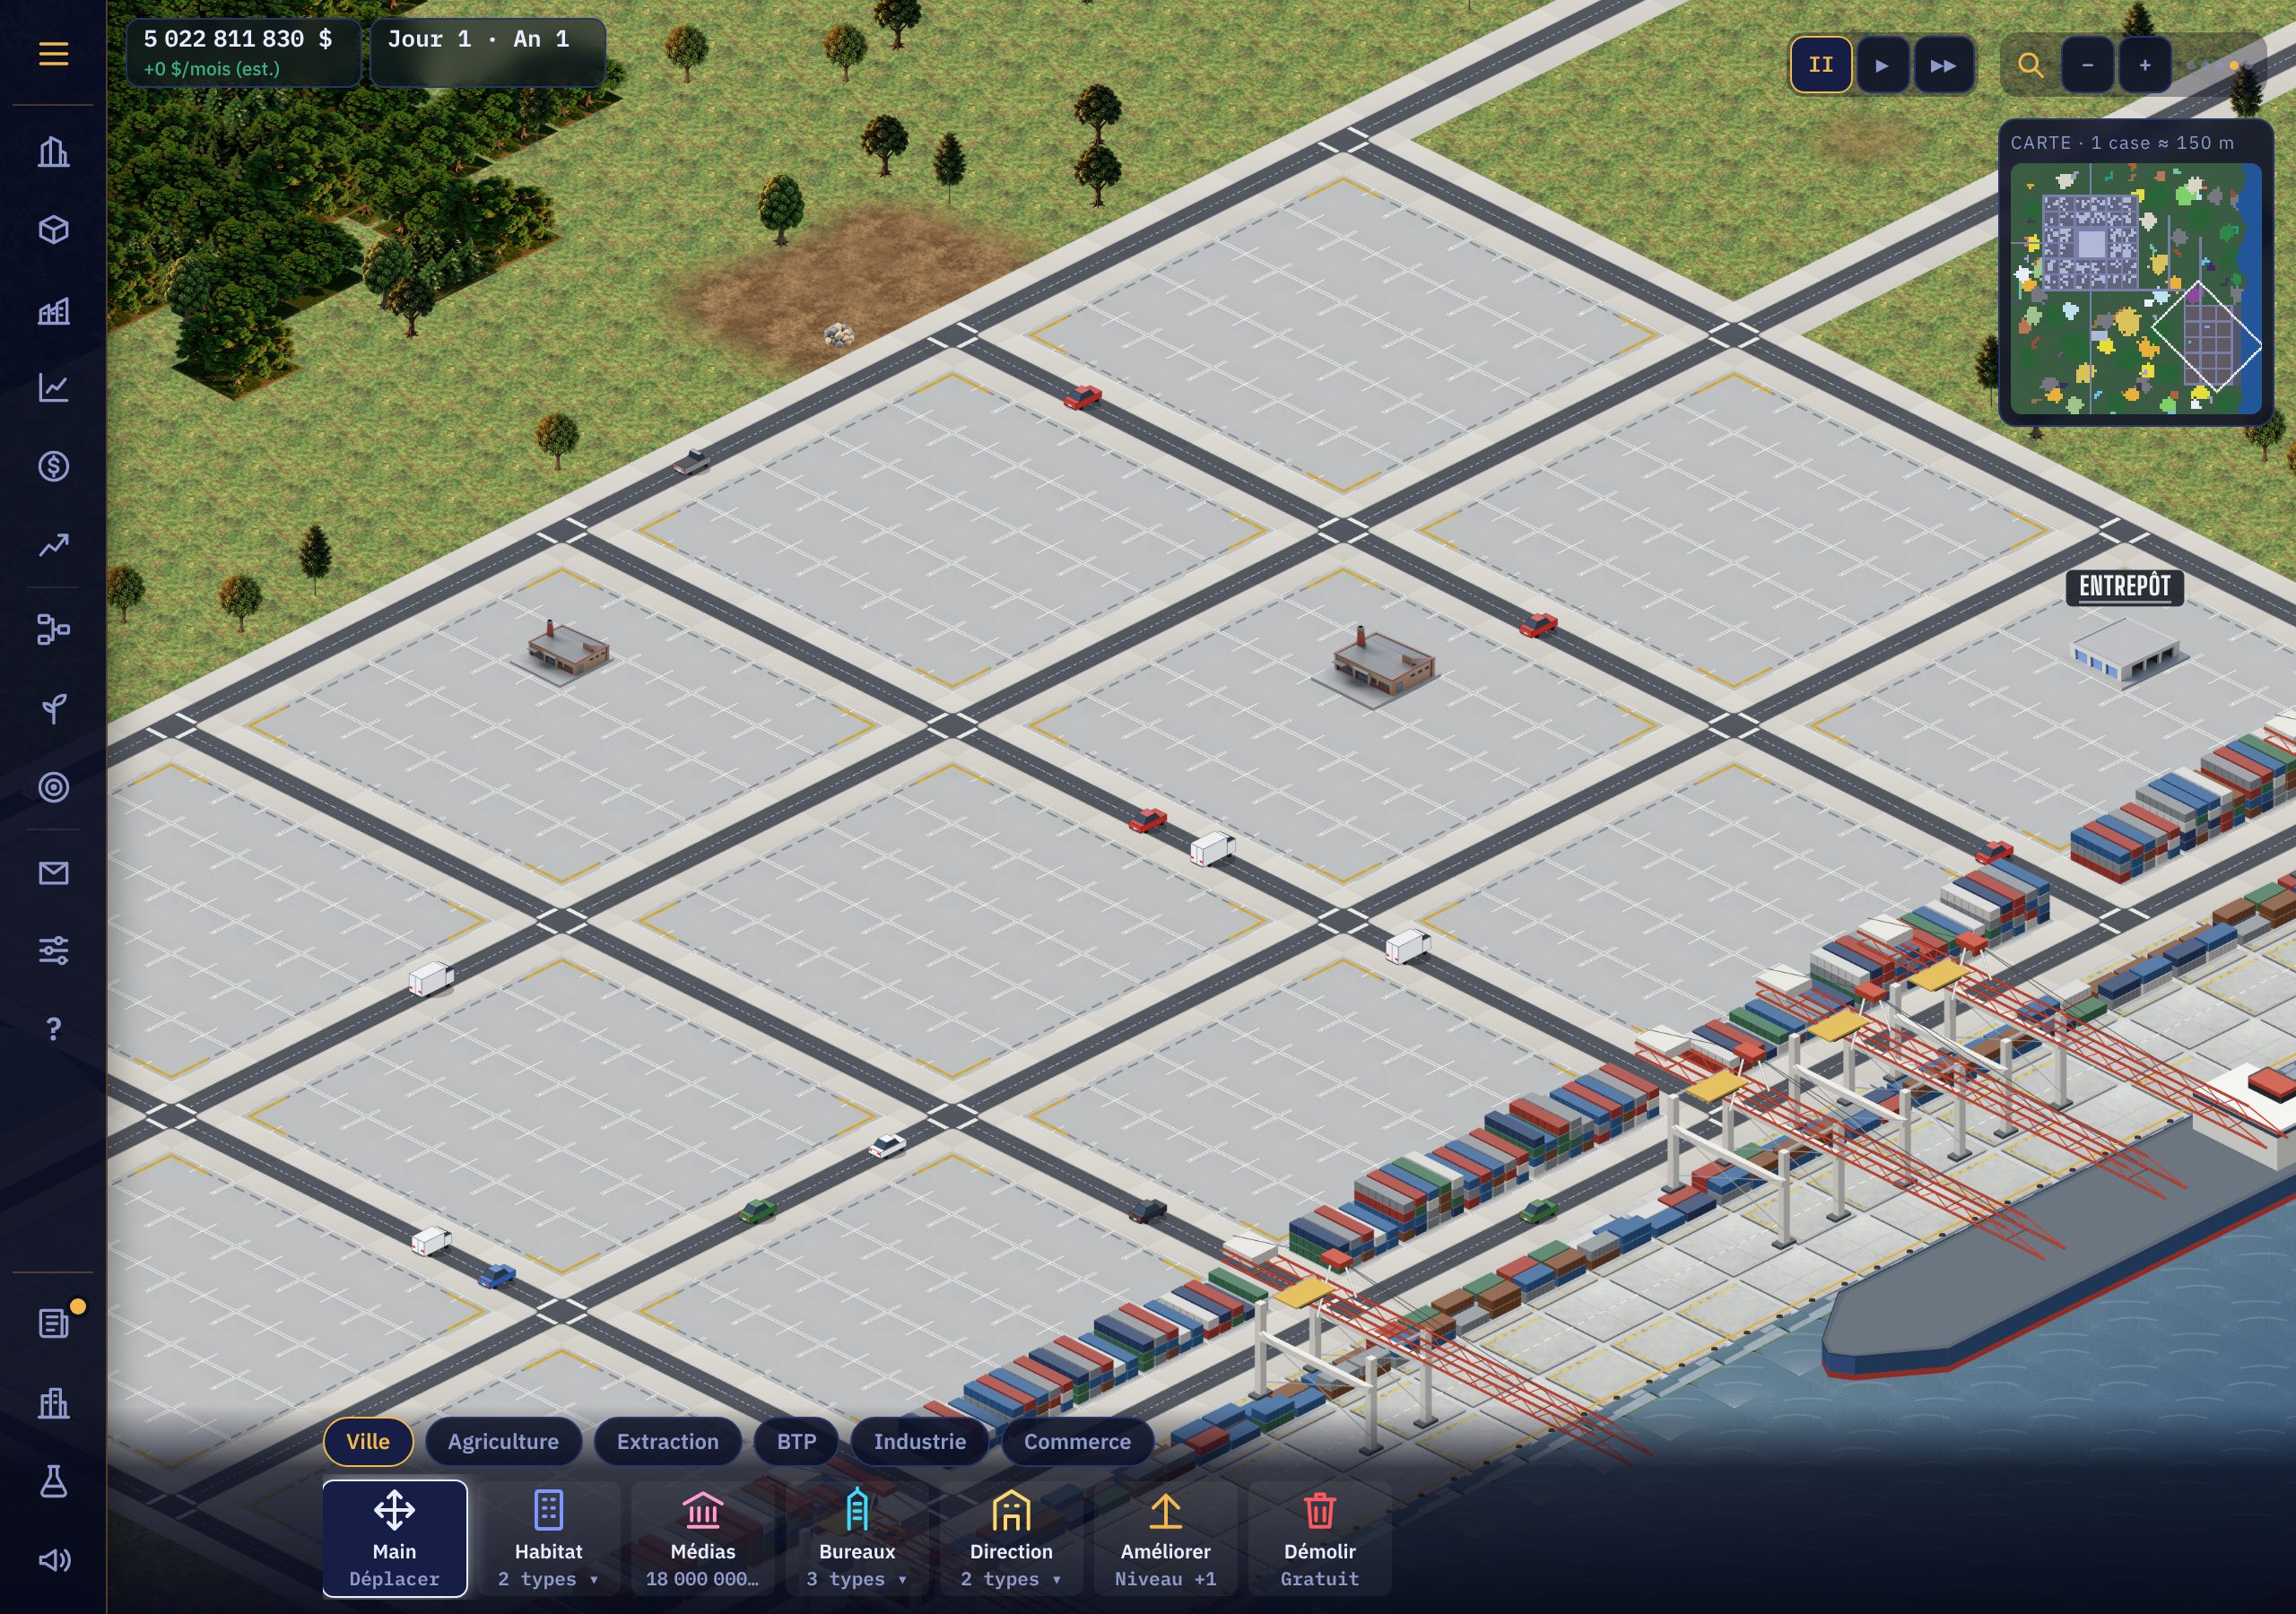 5 022 811 830 $
+0 $/mois (est.)
Jour 1 · An 1
CARTE · 1 case ≈ 150 m
ENTREPÔT
Ville
Agriculture
Extraction
BTP
Industrie
Commerce
Main
Déplacer
Habitat
2 types ▾
Médias
18 000 000…
Bureaux
3 types ▾
Direction
2 types ▾
Améliorer
Niveau +1
Démolir
Gratuit